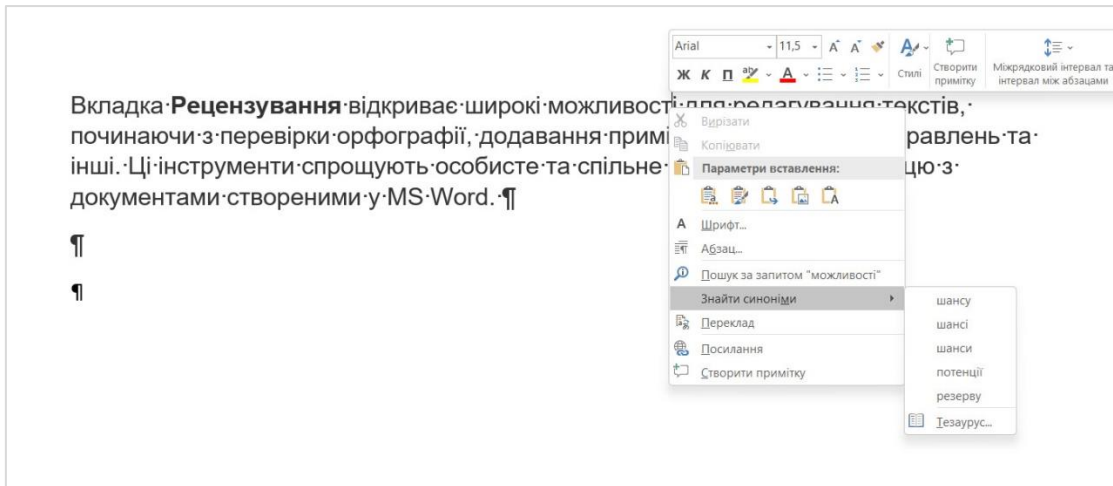 Arial 11,5 A A Стилі Створити примітку Міжрядковий інтервал та інтервал між абзацами
Ж К П ab A
Вкладка·Рецензування·відкриває·широкі·можливості·для·редагування·текстів,·
починаючи·з·перевірки·орфографії,·додавання·примі равлень·та·
інші.·Ці·інструменти·спрощують·особисте·та·спільне· цю·з·
документами·створеними·у·MS·Word.·¶
¶
¶
Вирізати
Копіювати
Параметри вставлення:
А Шрифт...
Абзац...
Пошук за запитом "можливості"
Знайти синоніми
Переклад
Посилання
Створити примітку
шансу
шансі
шанси
потенції
резерву
Тезаурус...